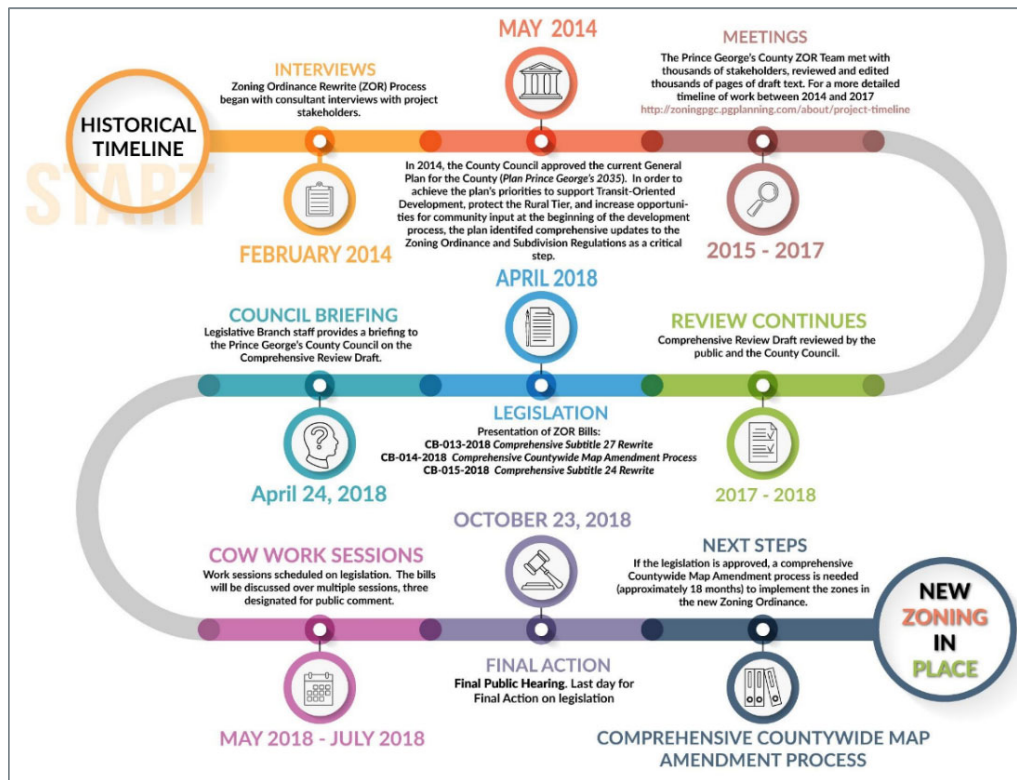 HISTORICAL
TIMELINE
START
INTERVIEWS
Zoning Ordinance Rewrite (ZOR) Process
began with consultant interviews with project
stakeholders.
FEBRUARY 2014
MAY 2014
In 2014, the County Council approved the current General
Plan for the County (Plan Prince George's 2035). In order to
achieve the plan's priorities to support Transit-Oriented
Development, protect the Rural Tier, and increase opportuni-
ties for community input at the beginning of the development
process, the plan identifed comprehensive updates to the
Zoning Ordinance and Subdivision Regulations as a critical
step.
MEETINGS
The Prince George's County ZOR Team met with
thousands of stakeholders, reviewed and edited
thousands of pages of draft text. For a more detailed
timeline of work between 2014 and 2017
http://zoningpgc.pgplanning.com/about/project-timeline
2015 - 2017
REVIEW CONTINUES
Comprehensive Review Draft reviewed by the
public and the County Council.
2017 - 2018
APRIL 2018
LEGISLATION
Presentation of ZOR Bills:
CB-013-2018 Comprehensive Subtitle 27 Rewrite
CB-014-2018 Comprehensive Countywide Map Amendment Process
CB-015-2018 Comprehensive Subtitle 24 Rewrite
COUNCIL BRIEFING
Legislative Branch staff provides a briefing to
the Prince George's County Council on the
Comprehensive Review Draft.
April 24, 2018
COW WORK SESSIONS
Work sessions scheduled on legislation. The bills
will be discussed over multiple sessions, three
designated for public comment.
MAY 2018 - JULY 2018
OCTOBER 23, 2018
FINAL ACTION
Final Public Hearing. Last day for
Final Action on legislation
NEXT STEPS
If the legislation is approved, a comprehensive
Countywide Map Amendment process is needed
(approximately 18 months) to implement the zones in
the new Zoning Ordinance.
COMPREHENSIVE COUNTYWIDE MAP
AMENDMENT PROCESS
NEW
ZONING
IN
PLACE